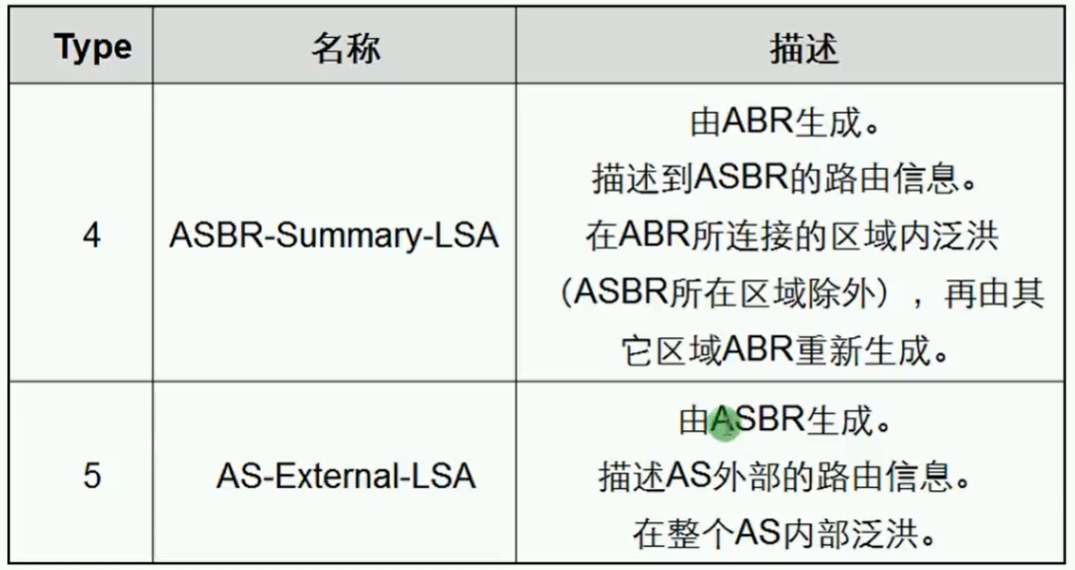 Type 名称 描述
由ABR生成。
描述到ASBR的路由信息。
4 ASBR-Summary-LSA 在ABR所连接的区域内泛洪
（ASBR所在区域除外），再由其
它区域ABR重新生成。
由ASBR生成。
5 AS-External-LSA 描述AS外部的路由信息。
在整个AS内部泛洪。